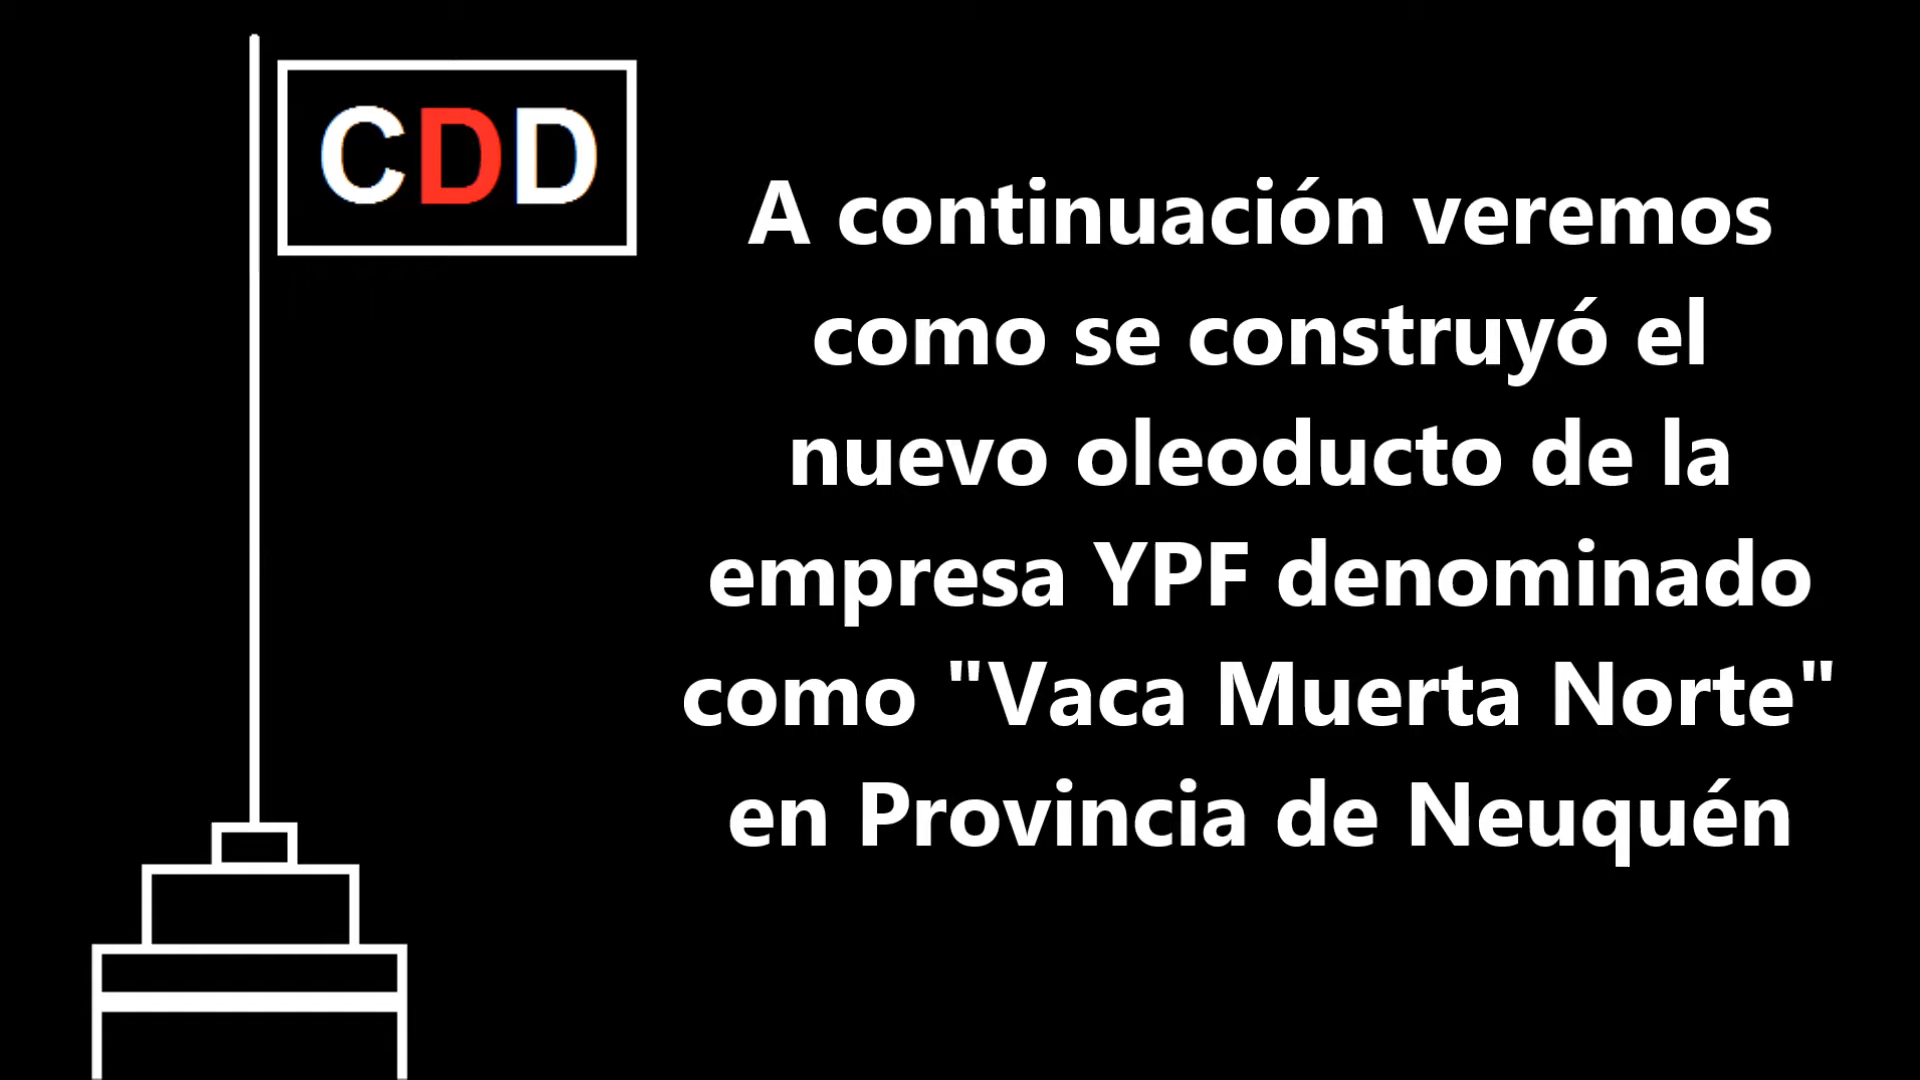 CDD
A continuación veremos
como se construyó el
nuevo oleoducto de la
empresa YPF denominado
como "Vaca Muerta Norte"
en Provincia de Neuquén